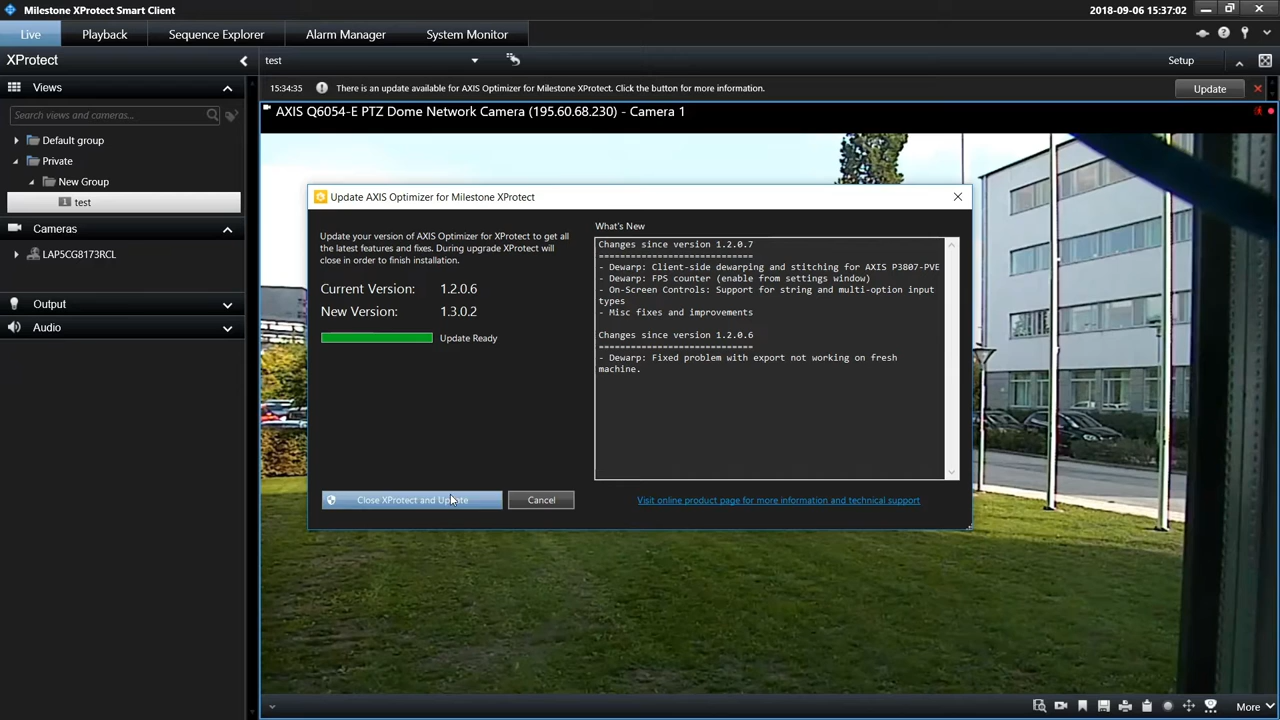 Milestone XProtect Smart Client
2018-09-06 15:37:02
Live
Playback
Sequence Explorer
Alarm Manager
System Monitor
XProtect
test
Setup
Views
15:34:35
There is an update available for AXIS Optimizer for Milestone XProtect. Click the button for more information.
Update
Search views and cameras...
AXIS Q6054-E PTZ Dome Network Camera (195.60.68.230) - Camera 1
Default group
Private
New Group
1 test
Cameras
LAP5CG8173RCL
Output
Audio
Update AXIS Optimizer for Milestone XProtect
Update your version of AXIS Optimizer for XProtect to get all
the latest features and fixes. During upgrade XProtect will
close in order to finish installation.
Current Version: 1.2.0.6
New Version: 1.3.0.2
Update Ready
What's New
Changes since version 1.2.0.7
============================
- Dewarp: Client-side dewarping and stitching for AXIS P3807-PVE
- Dewarp: FPS counter (enable from settings window)
- On-Screen Controls: Support for string and multi-option input
types
- Misc fixes and improvements
Changes since version 1.2.0.6
============================
- Dewarp: Fixed problem with export not working on fresh
machine.
Close XProtect and Update
Cancel
Visit online product page for more information and technical support
More